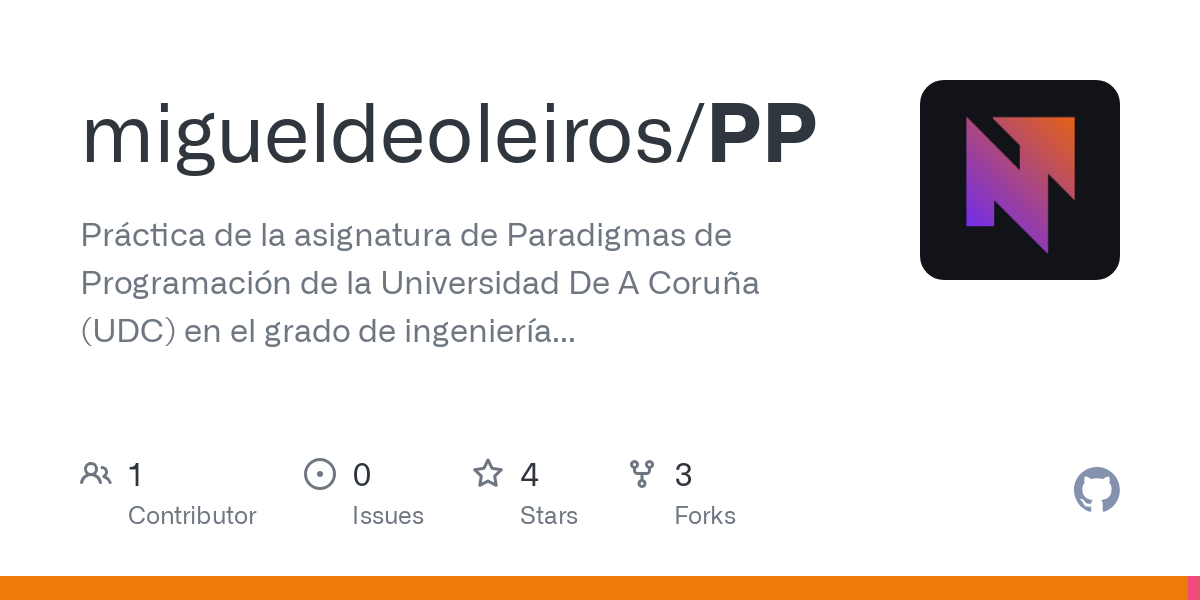 migueldeoleiros/PP
Práctica de la asignatura de Paradigmas de
Programación de la Universidad De A Coruña
(UDC) en el grado de ingeniería...
1
Contributor
0
Issues
4
Stars
3
Forks